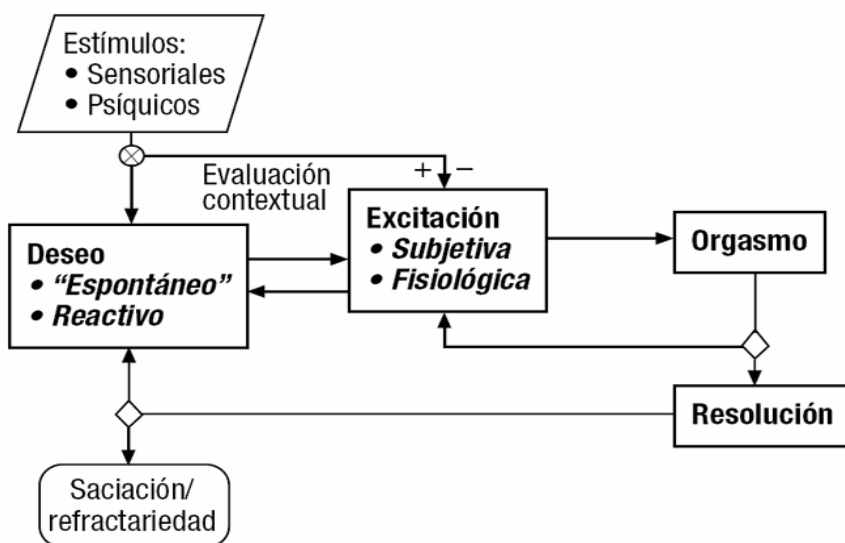 Estímulos:
• Sensoriales
• Psíquicos
Evaluación
contextual
+ −
Deseo
• “Espontáneo”
• Reactivo
Excitación
• Subjetiva
• Fisiológica
Orgasmo
Resolución
Saciación/
refractariedad